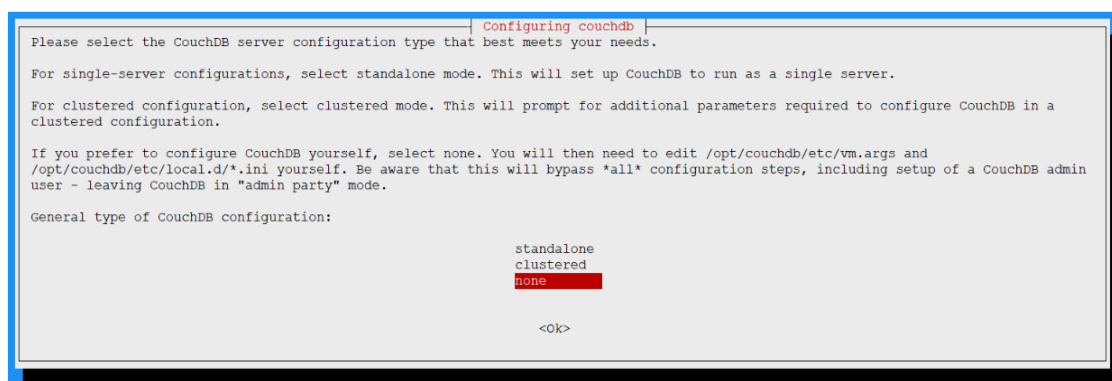 Configuring couchdb
Please select the CouchDB server configuration type that best meets your needs.
For single-server configurations, select standalone mode. This will set up CouchDB to run as a single server.
For clustered configuration, select clustered mode. This will prompt for additional parameters required to configure CouchDB in a
clustered configuration.
If you prefer to configure CouchDB yourself, select none. You will then need to edit /opt/couchdb/etc/vm.args and
/opt/couchdb/etc/local.d/*.ini yourself. Be aware that this will bypass *all* configuration steps, including setup of a CouchDB admin
user - leaving CouchDB in "admin party" mode.
General type of CouchDB configuration:
standalone
clustered
none
<Ok>